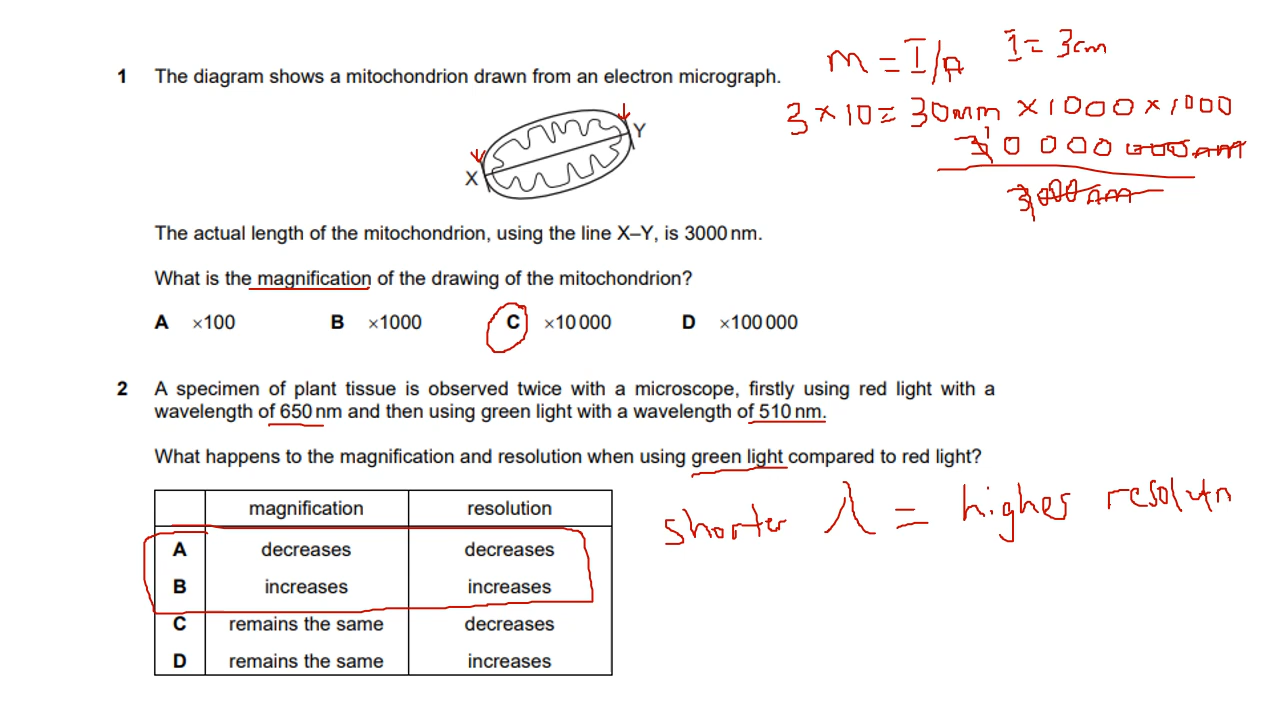 m = I/A I = 3cm
1 The diagram shows a mitochondrion drawn from an electron micrograph.
3 × 10 = 30mm × 1000 × 1000
X Y
30 000 000nm
3,000nm
The actual length of the mitochondrion, using the line X–Y, is 3000 nm.
What is the magnification of the drawing of the mitochondrion?
A ×100 B ×1000 C ×10 000 D ×100 000
2 A specimen of plant tissue is observed twice with a microscope, firstly using red light with a
wavelength of 650 nm and then using green light with a wavelength of 510 nm.
What happens to the magnification and resolution when using green light compared to red light?
shorter λ = higher resolutn
magnification resolution
A decreases decreases
B increases increases
C remains the same decreases
D remains the same increases